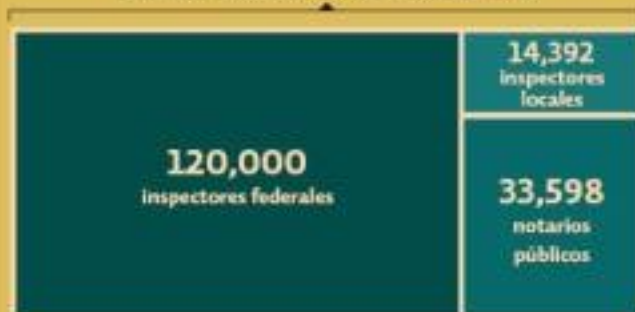 120,000
inspectores federales
14,392
inspectores
locales
33,598
notarios
públicos